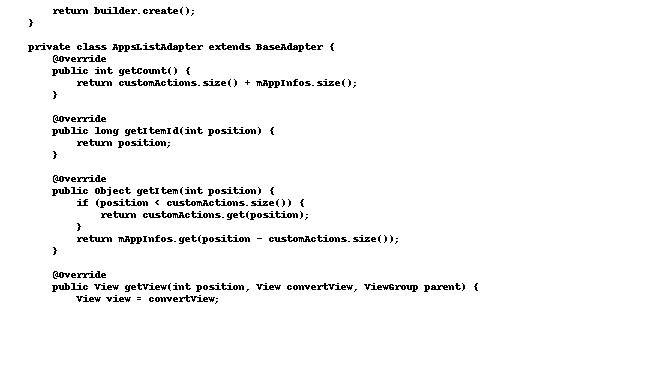 return builder.create();
}
private class AppsListAdapter extends BaseAdapter {
@Override
public int getCount() {
return customActions.size() + mAppInfos.size();
}
@Override
public long getItemId(int position) {
return position;
}
@Override
public Object getItem(int position) {
if (position < customActions.size()) {
return customActions.get(position);
}
return mAppInfos.get(position - customActions.size());
}
@Override
public View getView(int position, View convertView, ViewGroup parent) {
View view = convertView;